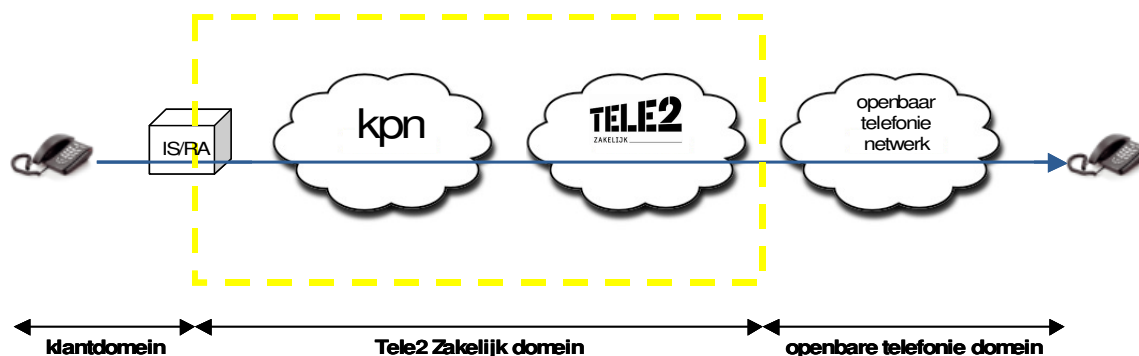 IS/RA
kpn
TELE2
ZAKELIJK
openbaar
telefonie
netwerk
klantdomein
Tele2 Zakelijk domein
openbare telefonie domein